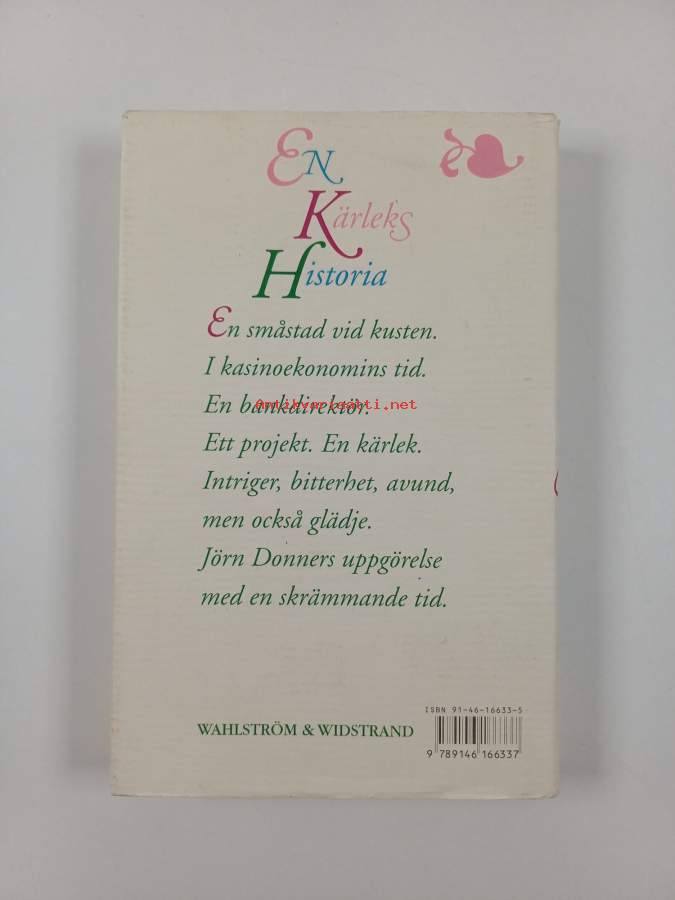 En
Kärleks
Historia
En småstad vid kusten.
I kasinoekonomins tid.
En bankdirektör.
Antikvariaatti.net
Ett projekt. En kärlek.
Intriger, bitterhet, avund,
men också glädje.
Jörn Donners uppgörelse
med en skrämmande tid.
ISBN 91-46-16633-5
WAHLSTRÖM & WIDSTRAND
9 789146 166337